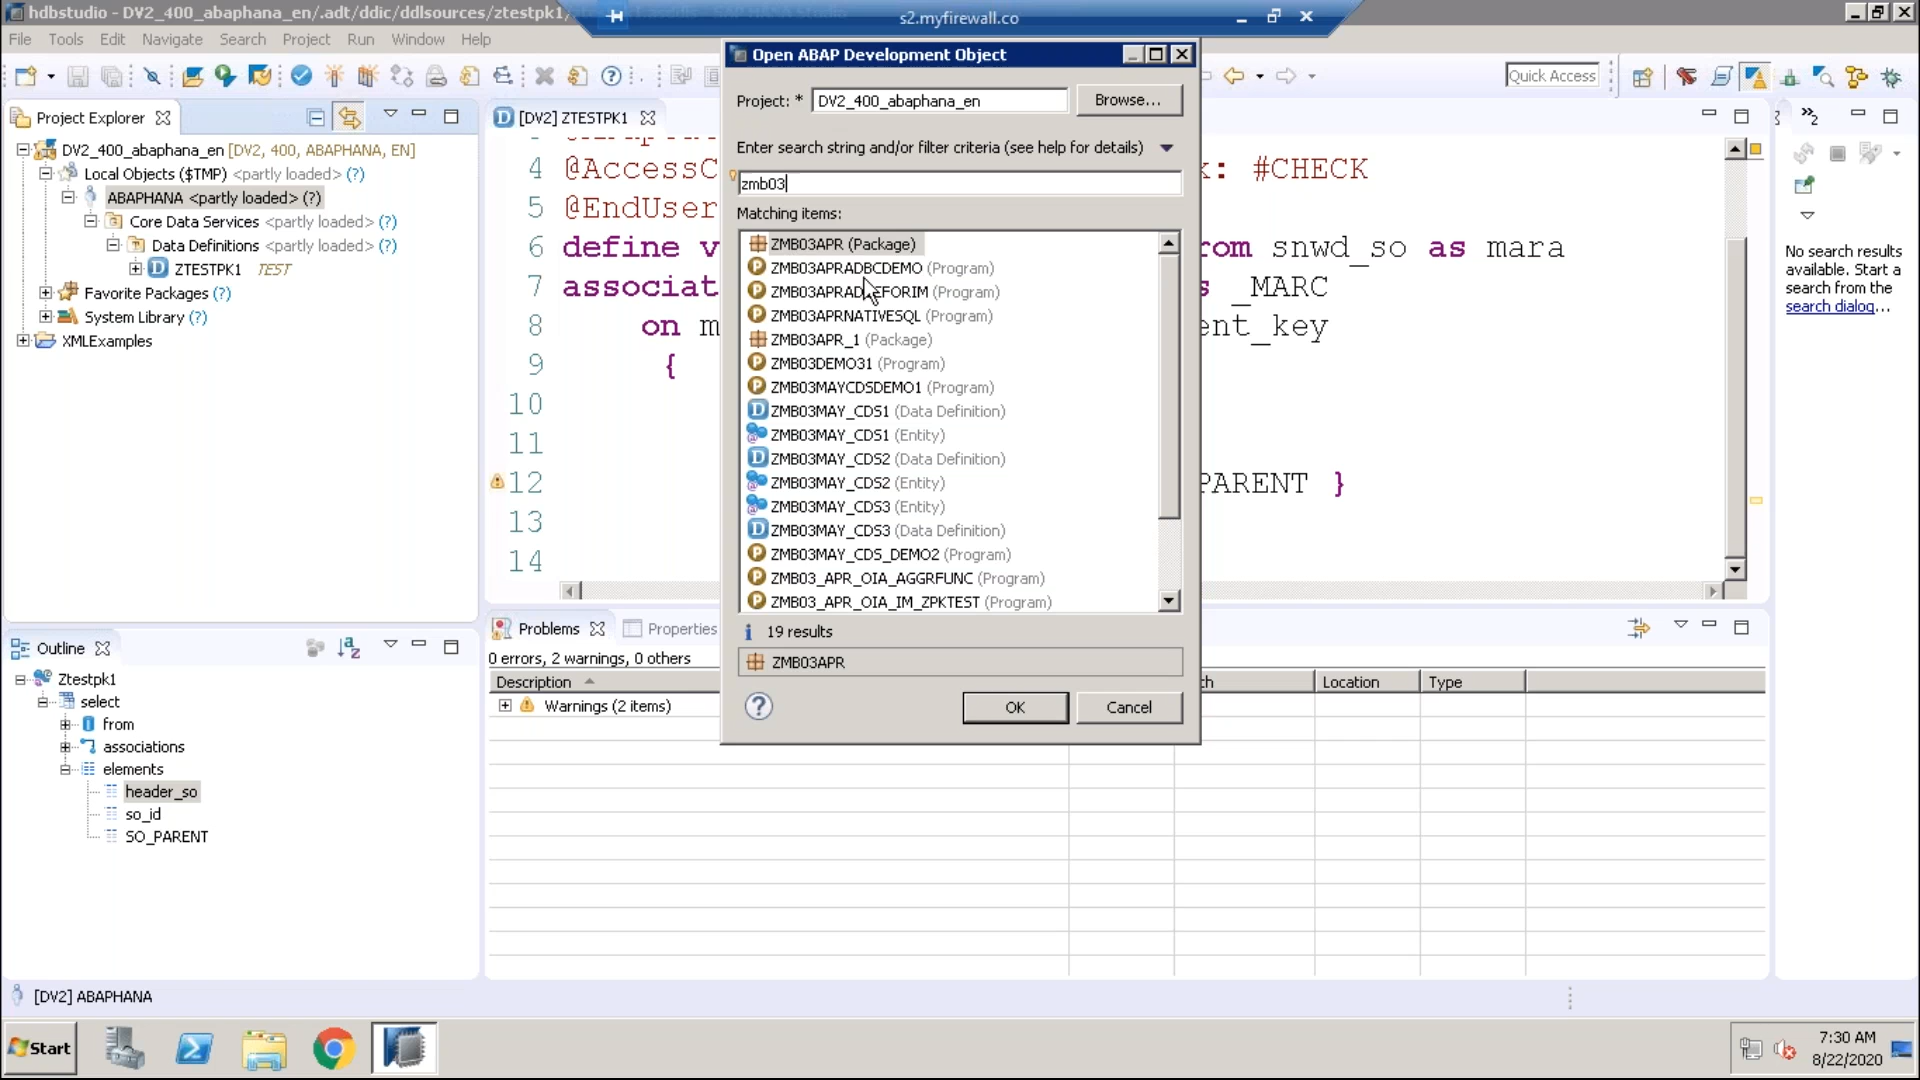 hdbstudio - DV2_400_abaphana_en/.adt/ddic/ddlsources/ztestpk1/
s2.myfirewall.co
File Tools Edit Navigate Search Project Run Window Help
Quick Access
Project Explorer
DV2_400_abaphana_en [DV2, 400, ABAPHANA, EN]
Local Objects ($TMP) <partly loaded> (?)
ABAPHANA <partly loaded> (?)
Core Data Services <partly loaded> (?)
Data Definitions <partly loaded> (?)
ZTESTPK1 TEST
Favorite Packages (?)
System Library (?)
XMLExamples
[DV2] ZTESTPK1
4 @AccessC k: #CHECK
5 @EndUser
6 define v rom snwd_so as mara
7 associat s _MARC
8 on m ent_key
9 {
10
11
12 PARENT }
13
14
Open ABAP Development Object
Project: * DV2_400_abaphana_en Browse...
Enter search string and/or filter criteria (see help for details)
zmb03
Matching items:
ZMB03APR (Package)
ZMB03APRADBCDEMO (Program)
ZMB03APRAD EFORIM (Program)
ZMB03APRNATIVESQL (Program)
ZMB03APR_1 (Package)
ZMB03DEMO31 (Program)
ZMB03MAYCDSDEMO1 (Program)
ZMB03MAY_CDS1 (Data Definition)
ZMB03MAY_CDS1 (Entity)
ZMB03MAY_CDS2 (Data Definition)
ZMB03MAY_CDS2 (Entity)
ZMB03MAY_CDS3 (Entity)
ZMB03MAY_CDS3 (Data Definition)
ZMB03MAY_CDS_DEMO2 (Program)
ZMB03_APR_OIA_AGGRFUNC (Program)
ZMB03_APR_OIA_IM_ZPKTEST (Program)
19 results
ZMB03APR
OK Cancel
No search results
available. Start a
search from the
search dialog...
Outline
Ztestpk1
select
from
associations
elements
header_so
so_id
SO_PARENT
Problems Properties
0 errors, 2 warnings, 0 others
Description th Location Type
Warnings (2 items)
[DV2] ABAPHANA
Start
7:30 AM
8/22/2020